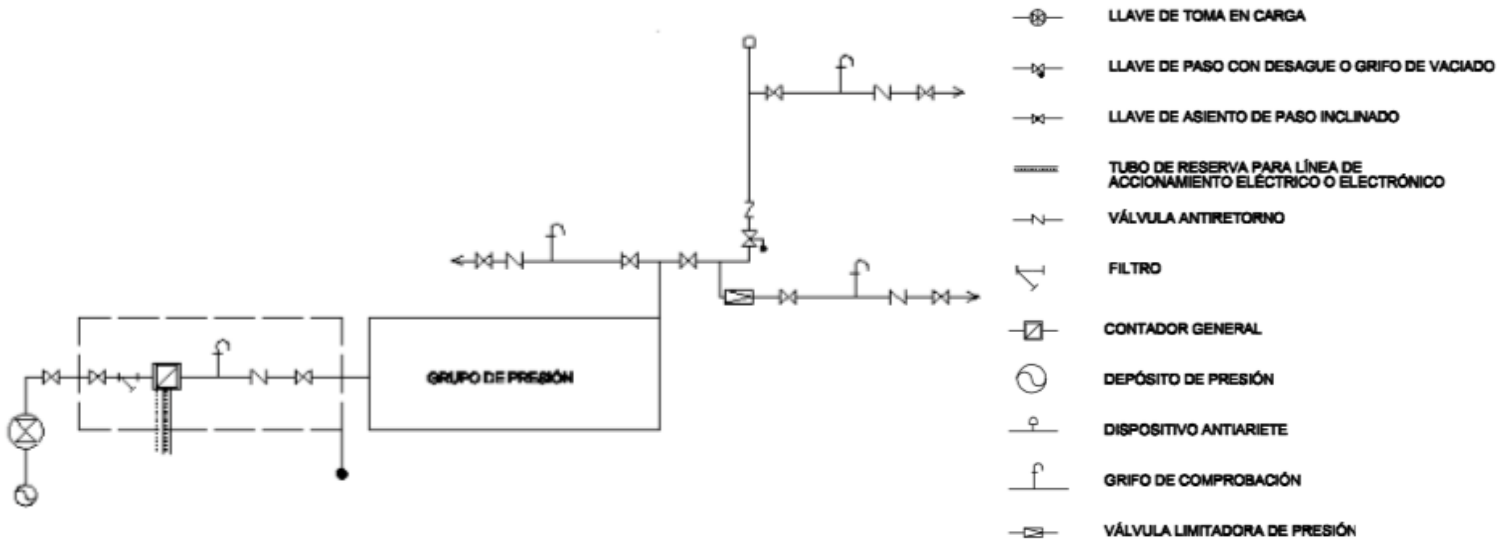 LLAVE DE TOMA EN CARGA
LLAVE DE PASO CON DESAGUE O GRIFO DE VACIADO
LLAVE DE ASIENTO DE PASO INCLINADO
TUBO DE RESERVA PARA LÍNEA DE
ACCIONAMIENTO ELÉCTRICO O ELECTRÓNICO
VÁLVULA ANTIRETORNO
FILTRO
CONTADOR GENERAL
DEPÓSITO DE PRESIÓN
DISPOSITIVO ANTIARIETE
GRIFO DE COMPROBACIÓN
VÁLVULA LIMITADORA DE PRESIÓN
GRUPO DE PRESIÓN